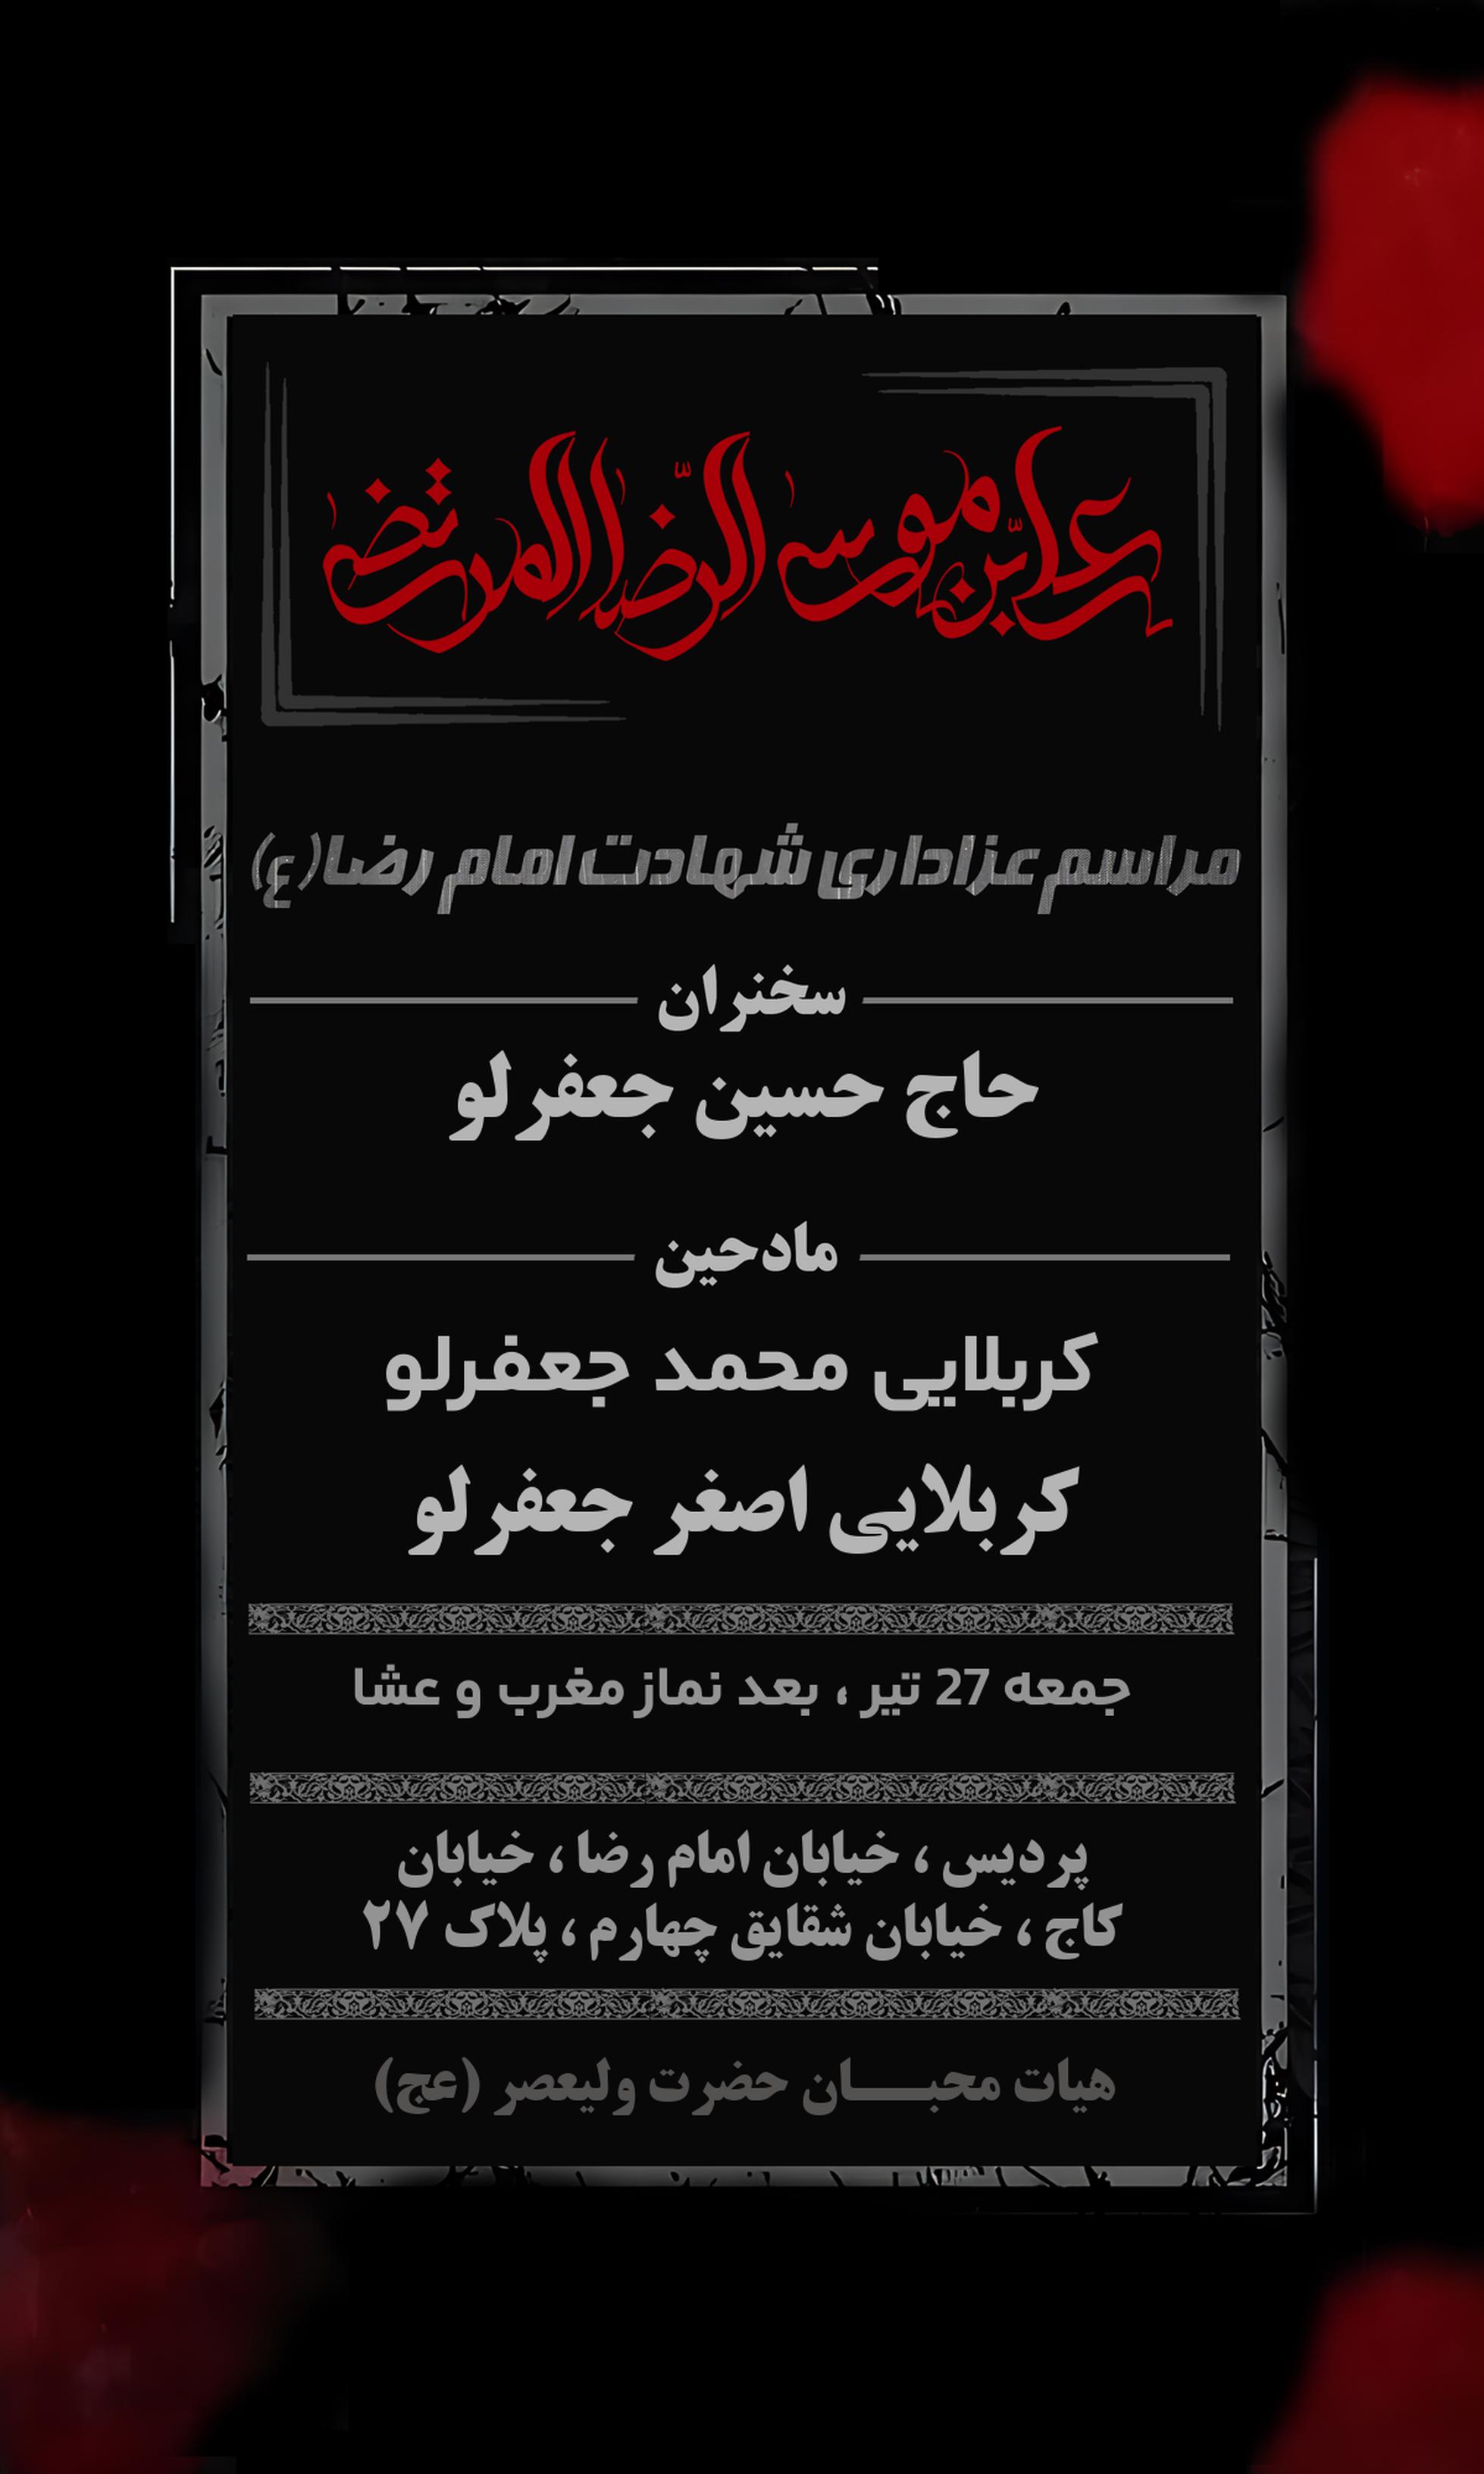 علی ابن موسی الرضا المرتضی
مراسم عزاداری شهادت امام رضا(ع)
سخنران
حاج حسین جعفرلو
مادحین
کربلایی محمد جعفرلو
کربلایی اصغر جعفرلو
جمعه 27 تیر ، بعد نماز مغرب و عشا
پردیس ، خیابان امام رضا ، خیابان
کاج ، خیابان شقایق چهارم ، پلاک ۲۷
هیات محبـــــان حضرت ولیعصر (عج)